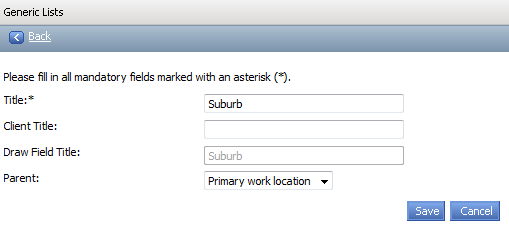 Generic Lists
Back
Please fill in all mandatory fields marked with an asterisk (*).
Title:* Suburb
Client Title:
Draw Field Title: Suburb
Parent: Primary work location
Save Cancel